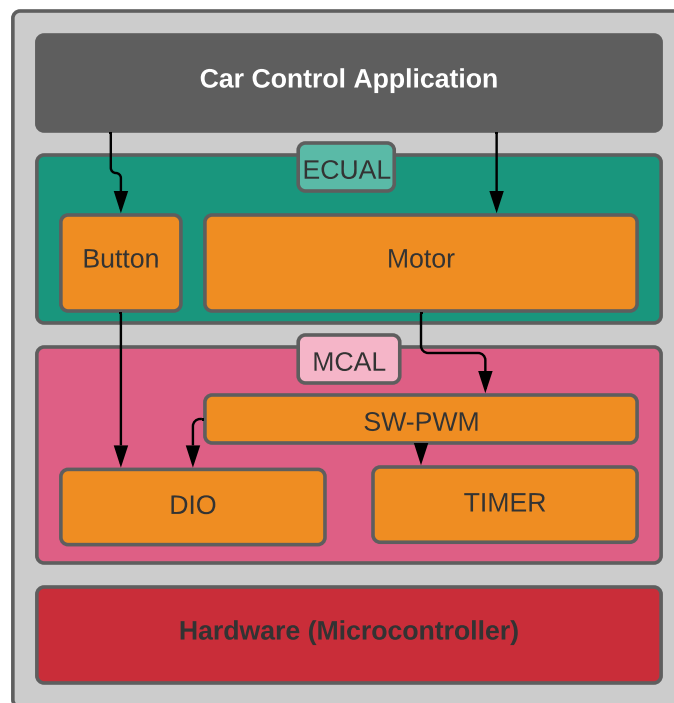 Car Control Application
ECUAL
Button
Motor
MCAL
SW-PWM
DIO
TIMER
Hardware (Microcontroller)